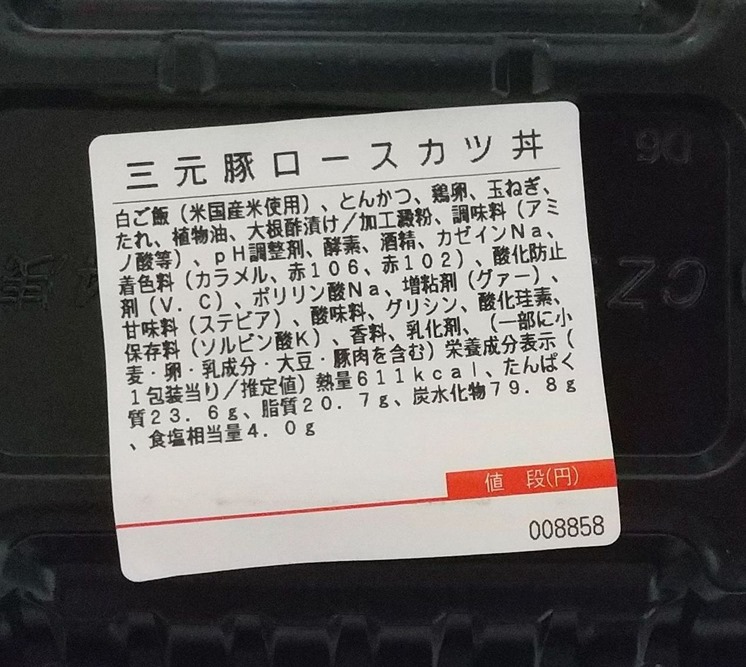 三元豚ロースカツ丼
白ご飯（米国産米使用）、とんかつ、鶏卵、玉ねぎ、
たれ、植物油、大根酢漬け／加工澱粉、調味料（アミ
ノ酸等）、ｐＨ調整剤、酵素、酒精、カゼインＮａ、
着色料（カラメル、赤１０６、赤１０２）、酸化防止
剤（Ｖ．Ｃ）、ポリリン酸Ｎａ、増粘剤（グァー）、
甘味料（ステビア）、酸味料、グリシン、酸化珪素、
保存料（ソルビン酸Ｋ）、香料、乳化剤、（一部に小
麦・卵・乳成分・大豆・豚肉を含む）栄養成分表示（
１包装当り／推定値）熱量６１１ｋｃａｌ、たんぱく
質２３．６ｇ、脂質２０．７ｇ、炭水化物７９．８ｇ
、食塩相当量４．０ｇ
値 段(円)
008858
D6
CZ